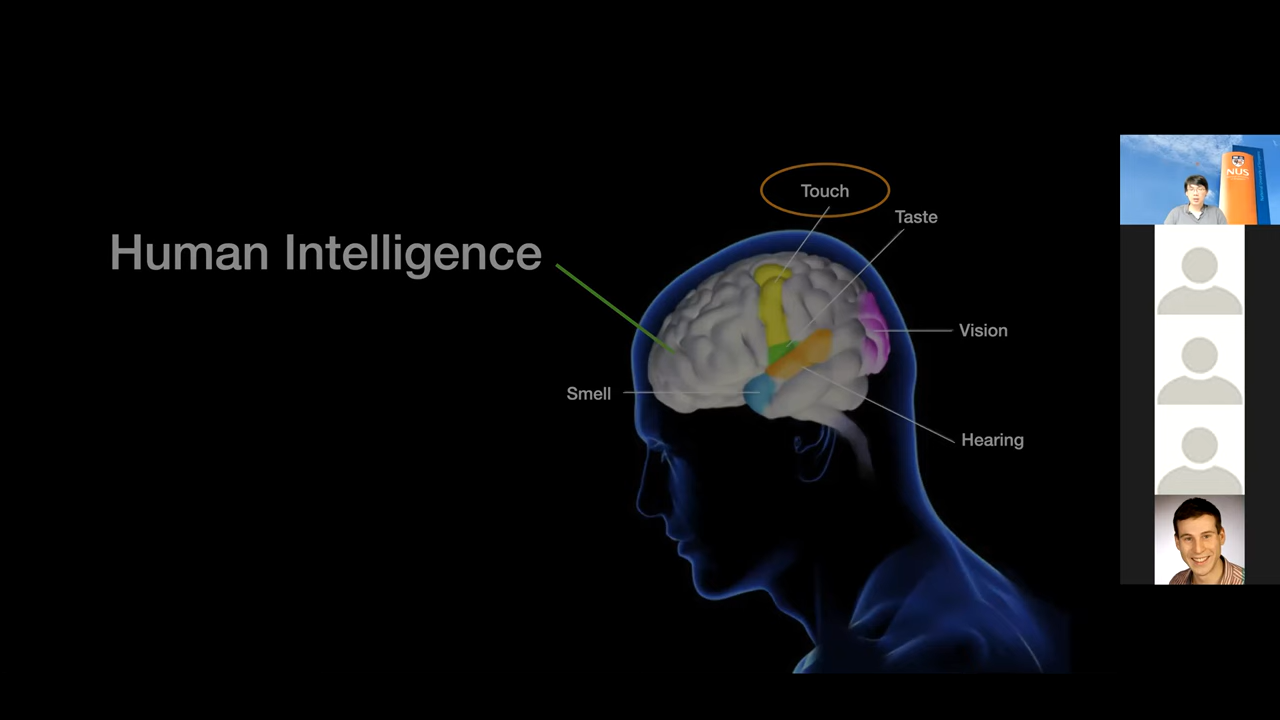 Touch
Taste
Human Intelligence
Vision
Smell
Hearing
NUS